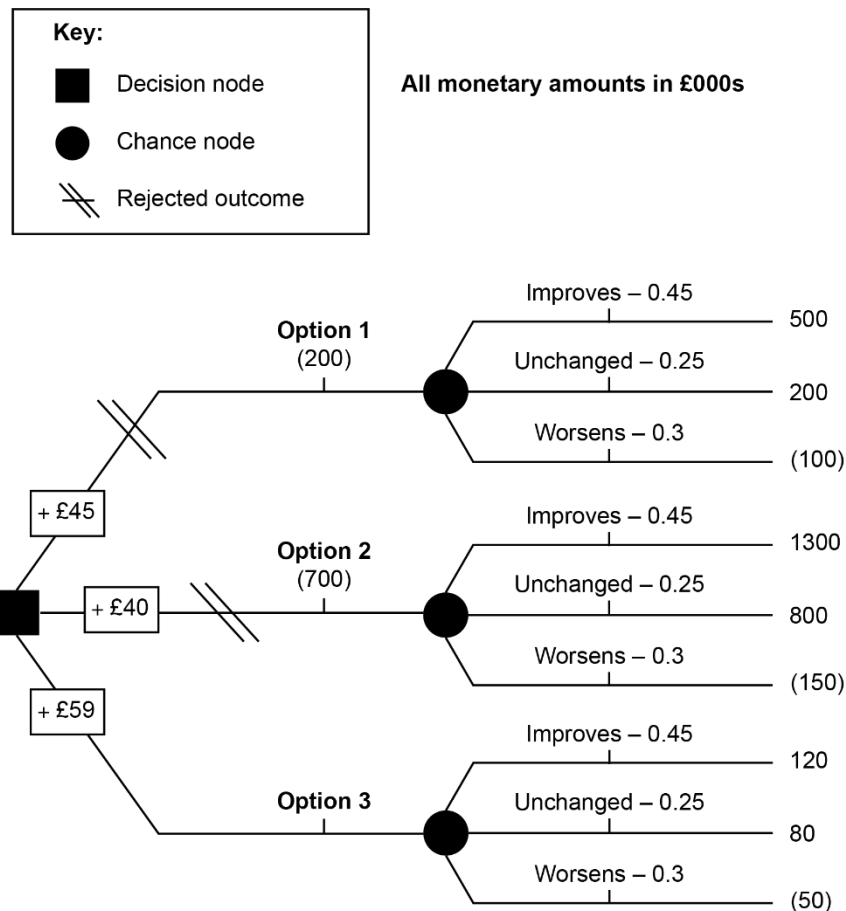 Key:
Decision node
All monetary amounts in £000s
Chance node
Rejected outcome
Improves – 0.45
500
Option 1
(200)
Unchanged – 0.25
200
Worsens – 0.3
(100)
+ £45
Improves – 0.45
1300
Option 2
(700)
Unchanged – 0.25
800
+ £40
Worsens – 0.3
(150)
+ £59
Improves – 0.45
120
Option 3
Unchanged – 0.25
80
Worsens – 0.3
(50)